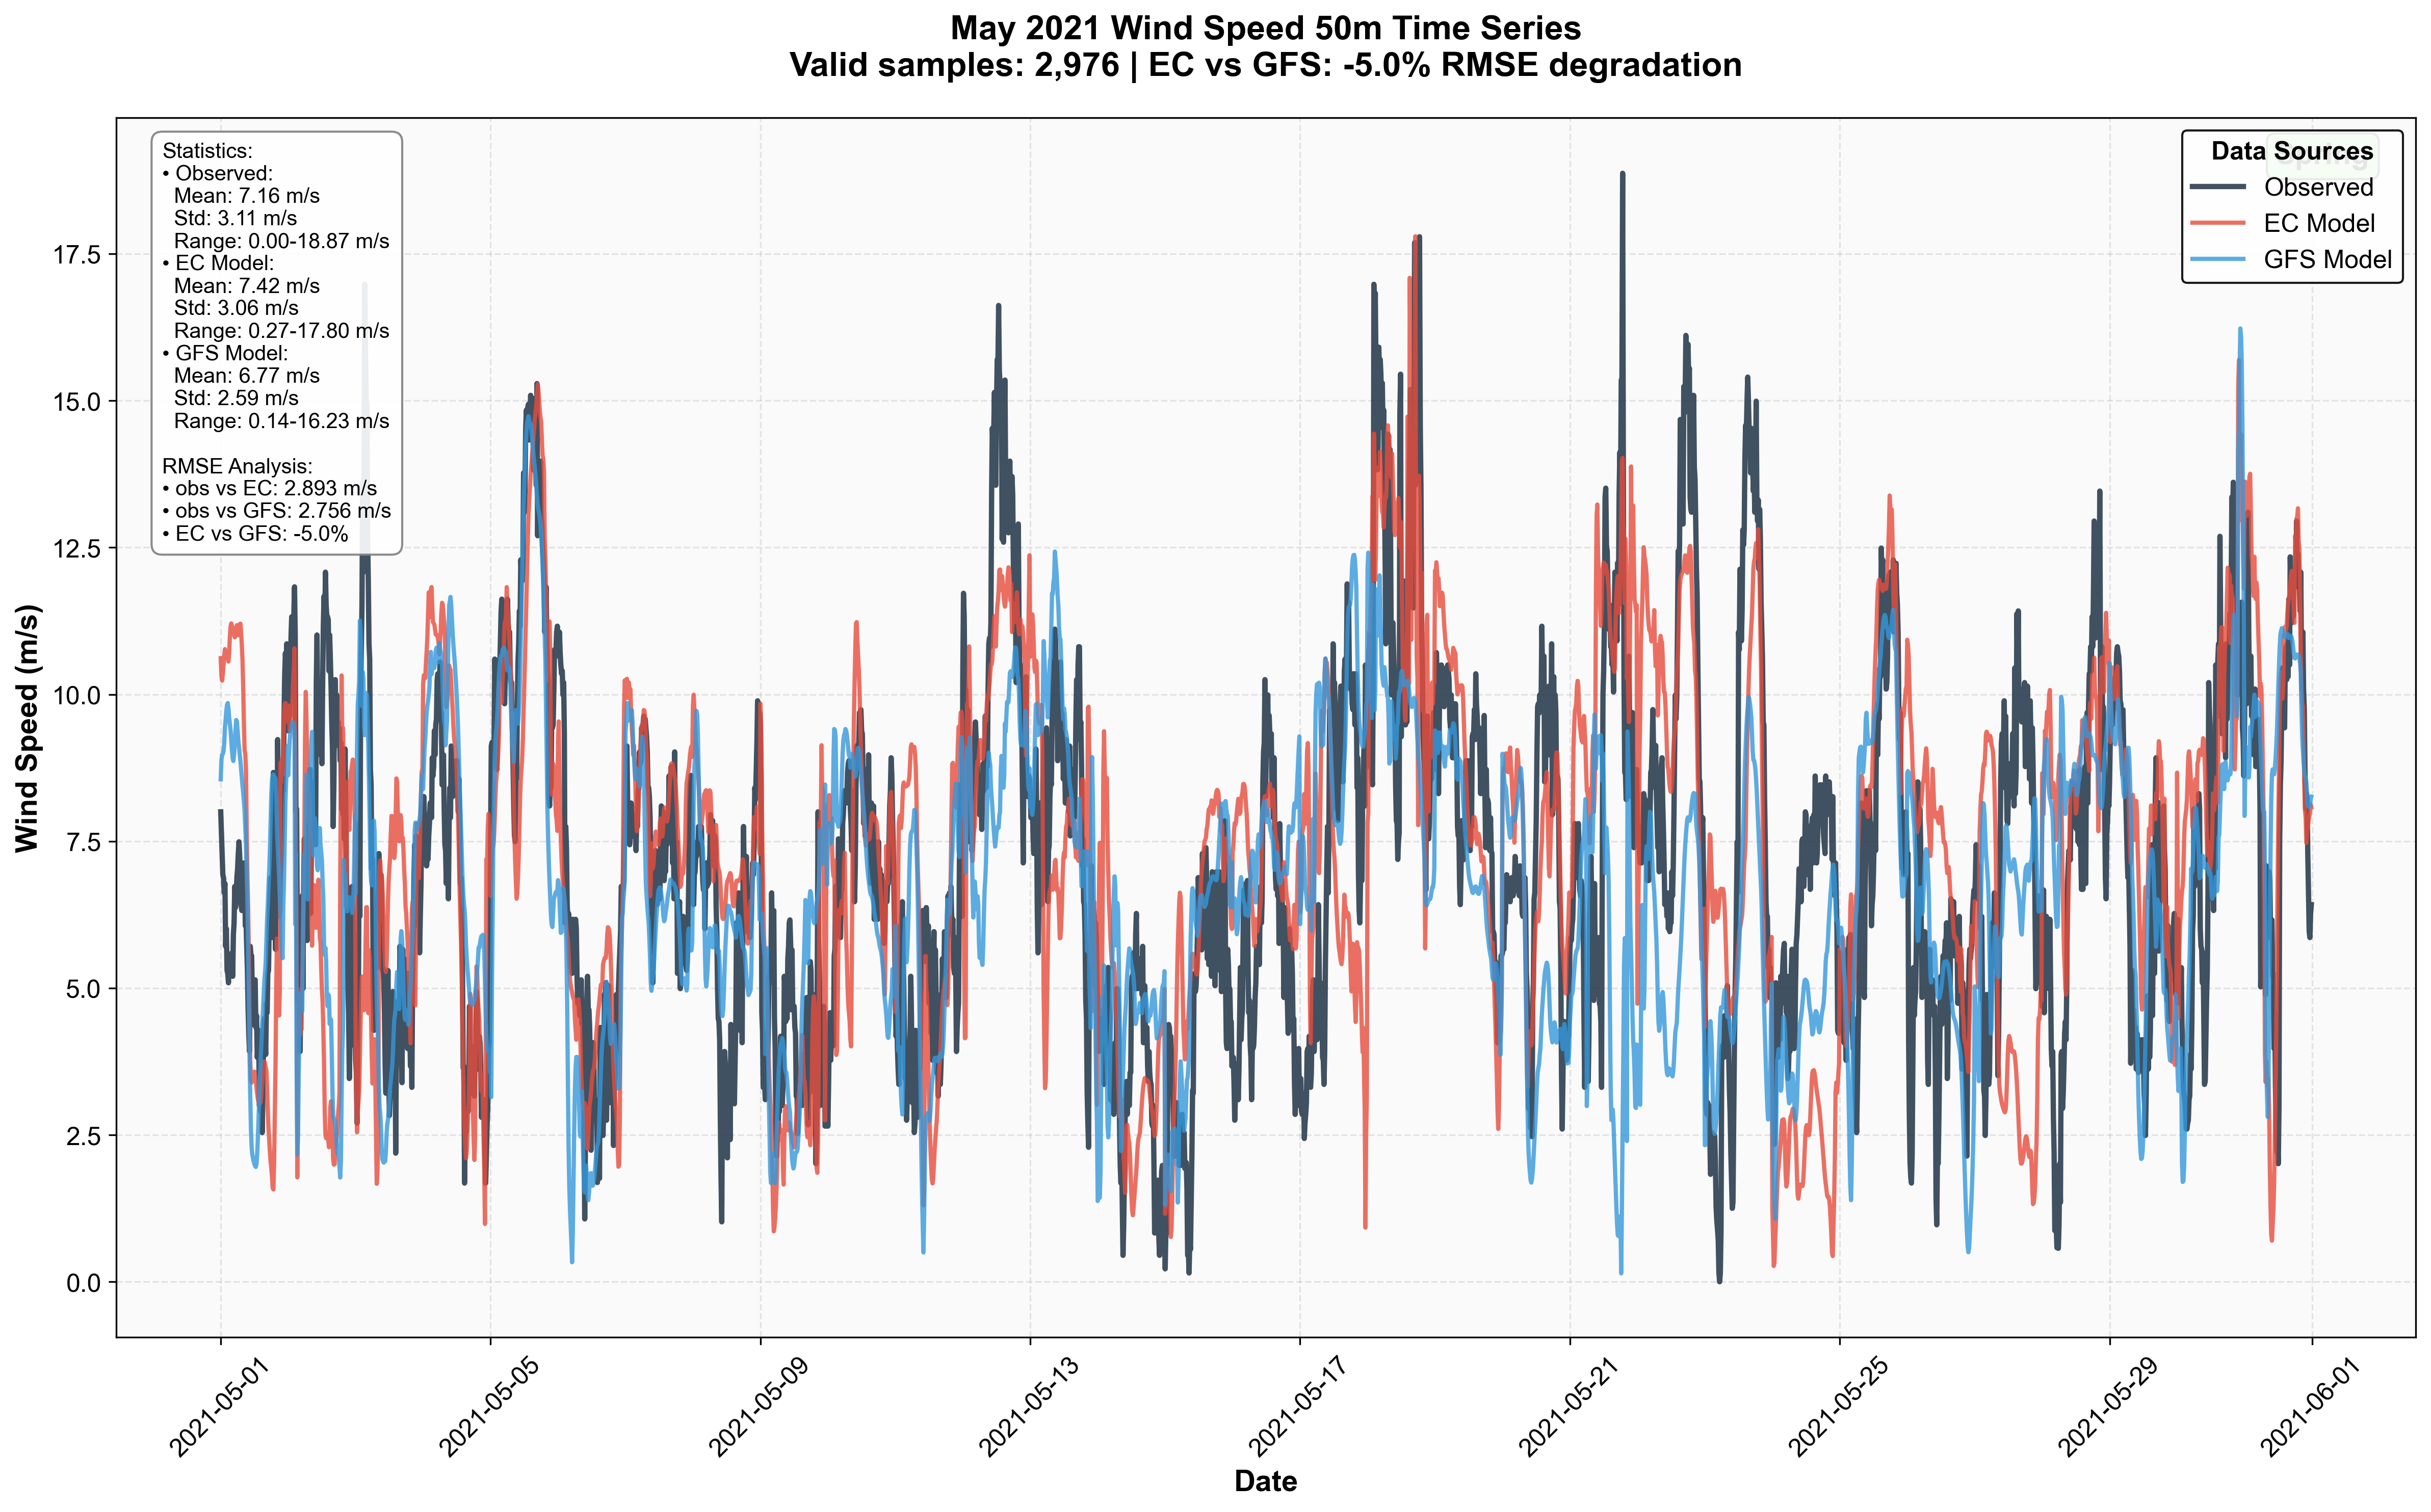 May 2021 Wind Speed 50m Time Series
Valid samples: 2,976 | EC vs GFS: -5.0% RMSE degradation
Statistics:
• Observed:
Mean: 7.16 m/s
Std: 3.11 m/s
Range: 0.00-18.87 m/s
• EC Model:
Mean: 7.42 m/s
Std: 3.06 m/s
Range: 0.27-17.80 m/s
• GFS Model:
Mean: 6.77 m/s
Std: 2.59 m/s
Range: 0.14-16.23 m/s
RMSE Analysis:
• obs vs EC: 2.893 m/s
• obs vs GFS: 2.756 m/s
• EC vs GFS: -5.0%
Data Sources
Observed
EC Model
GFS Model
Wind Speed (m/s)
17.5
15.0
12.5
10.0
7.5
5.0
2.5
0.0
2021-05-01
2021-05-05
2021-05-09
2021-05-13
2021-05-17
2021-05-21
2021-05-25
2021-05-29
2021-06-01
Date